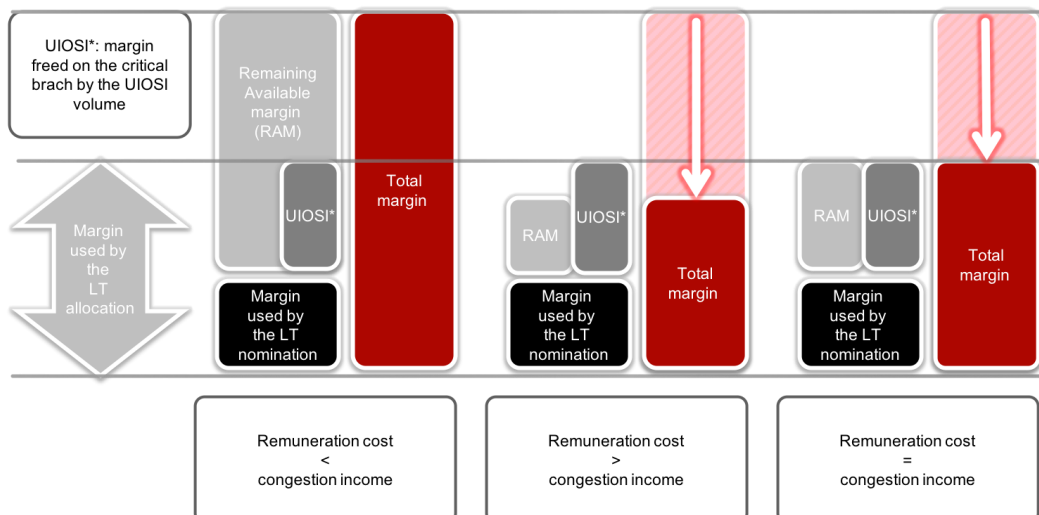 UIOSI*: margin
freed on the critical
brach by the UIOSI
volume
Margin
used by
the
LT
allocation
Remaining
Available
margin
(RAM)
UIOSI*
Margin
used by
the LT
nomination
Total
margin
RAM
UIOSI*
Margin
used by
the LT
nomination
Total
margin
RAM
UIOSI*
Margin
used by
the LT
nomination
Total
margin
Remuneration cost
<
congestion income
Remuneration cost
>
congestion income
Remuneration cost
=
congestion income